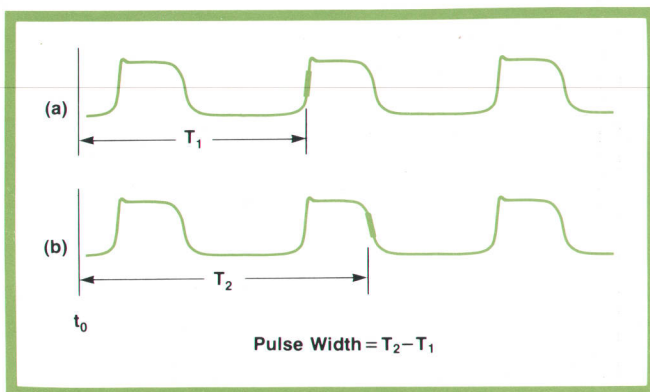 (a)
T₁
(b)
T₂
t₀
Pulse Width = T₂ – T₁